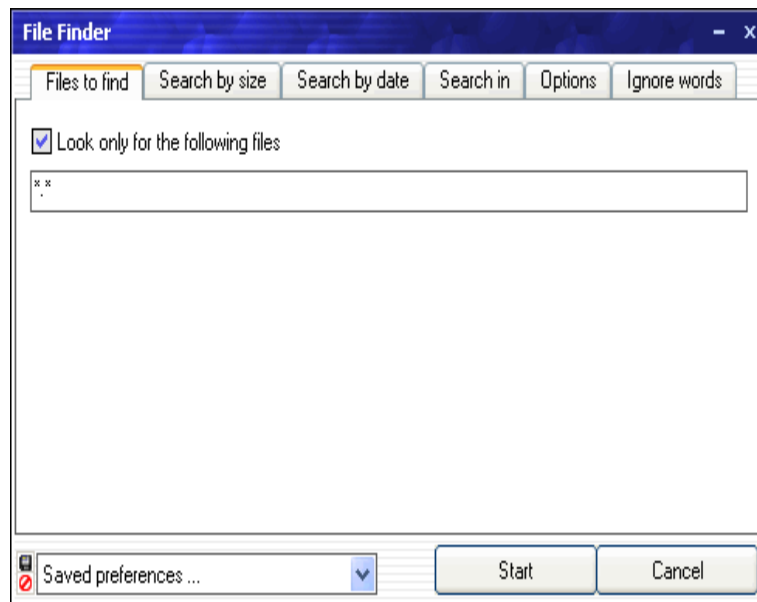 File Finder
Files to find Search by size Search by date Search in Options Ignore words
Look only for the following files
*.*
Saved preferences ... Start Cancel